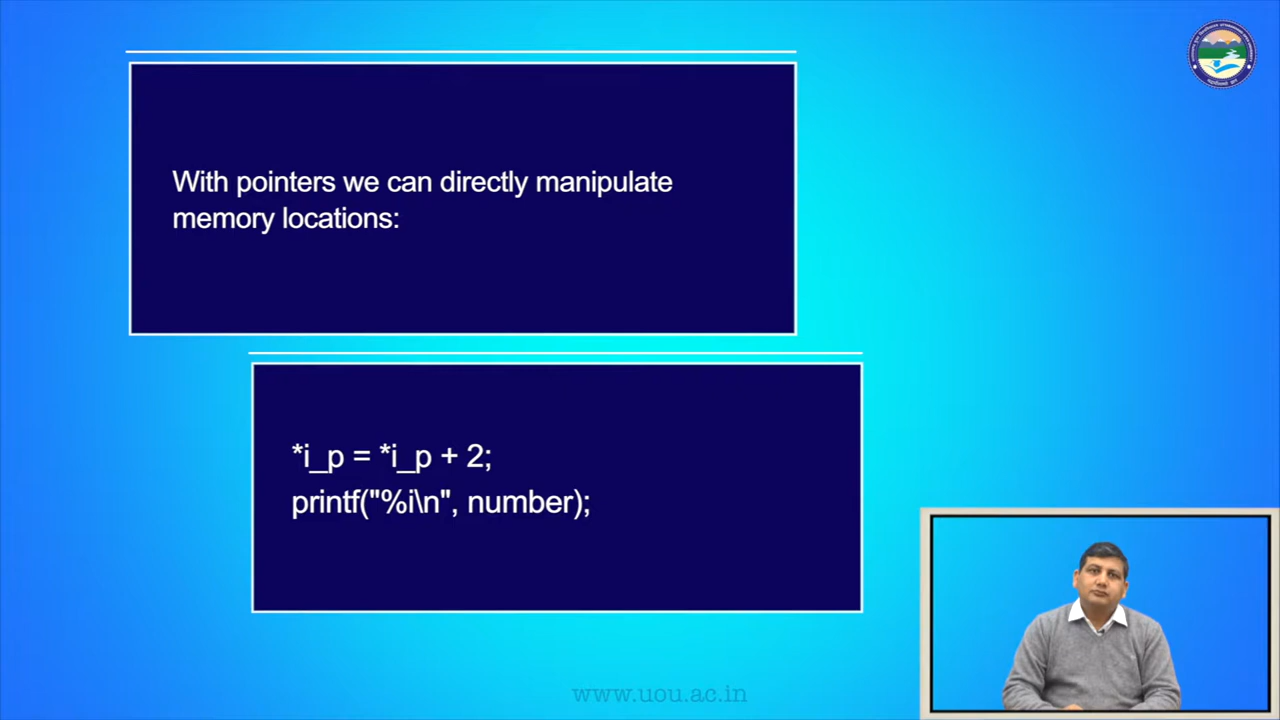 With pointers we can directly manipulate
memory locations:
*i_p = *i_p + 2;
printf("%i\n", number);
www.uou.ac.in